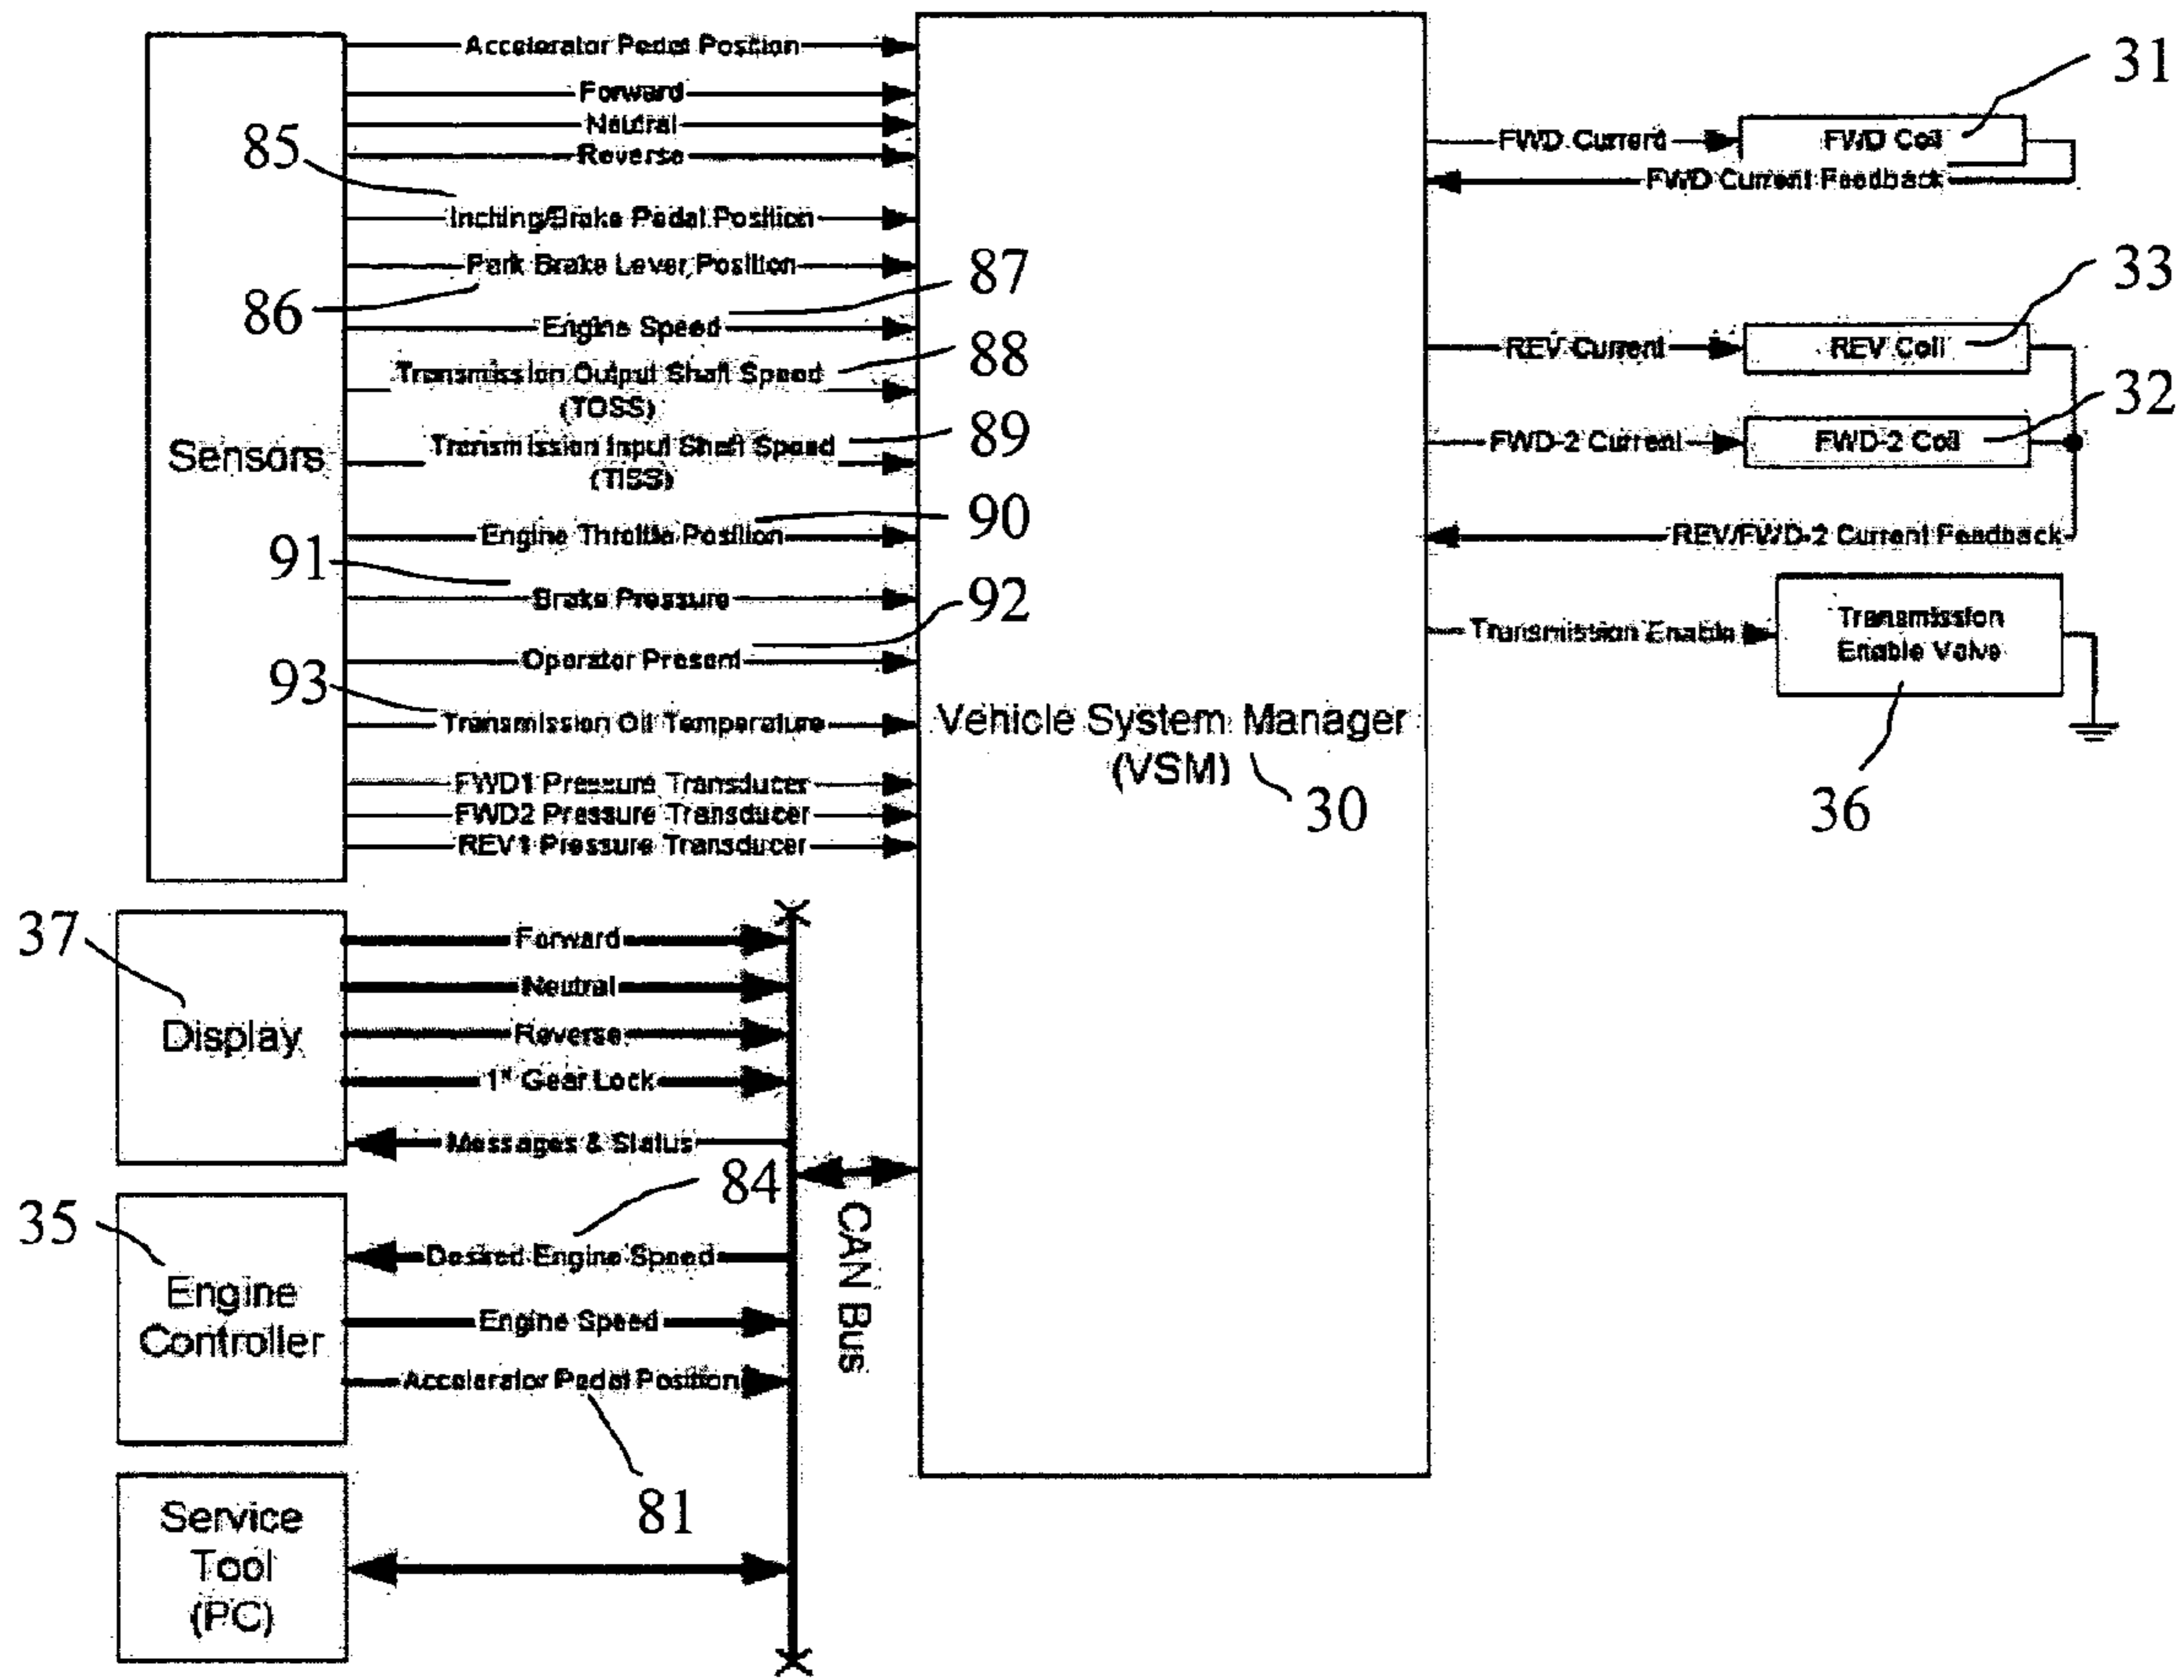 Accelerator Pedal Position
Forward
Neutral
Reverse
85
Inching/Brake Pedal Position
Park Brake Lever Position
86
87
Engine Speed
88
Transmission Output Shaft Speed
(TOSS)
89
Transmission Input Shaft Speed
(TISS)
Sensors
90
Engine Throttle Position
91
Brake Pressure
92
Operator Present
93
Transmission Oil Temperature
FWD1 Pressure Transducer
FWD2 Pressure Transducer
REV1 Pressure Transducer
Vehicle System Manager
(VSM)
30
31
FWD Current
FWD Coil
FWD Current Feedback
33
REV Current
REV Coil
32
FWD-2 Current
FWD-2 Coil
REV/FWD-2 Current Feedback
Transmission Enable
Transmission
Enable Valve
36
37
Display
Forward
Neutral
Reverse
1st Gear Lock
Messages & Status
84
35
Engine
Controller
Desired Engine Speed
Engine Speed
Accelerator Pedal Position
81
CAN Bus
Service
Tool
(PC)